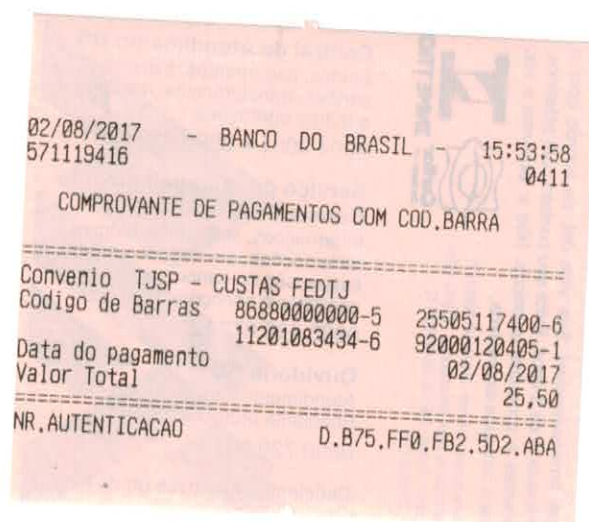 02/08/2017 - BANCO DO BRASIL - 15:53:58
571119416 0411
COMPROVANTE DE PAGAMENTOS COM COD.BARRA
================================================
Convenio TJSP - CUSTAS FEDTJ
Codigo de Barras 86880000000-5 25505117400-6
11201083434-6 92000120405-1
Data do pagamento 02/08/2017
Valor Total 25,50
================================================
NR.AUTENTICACAO D.B75.FF0.FB2.5D2.ABA